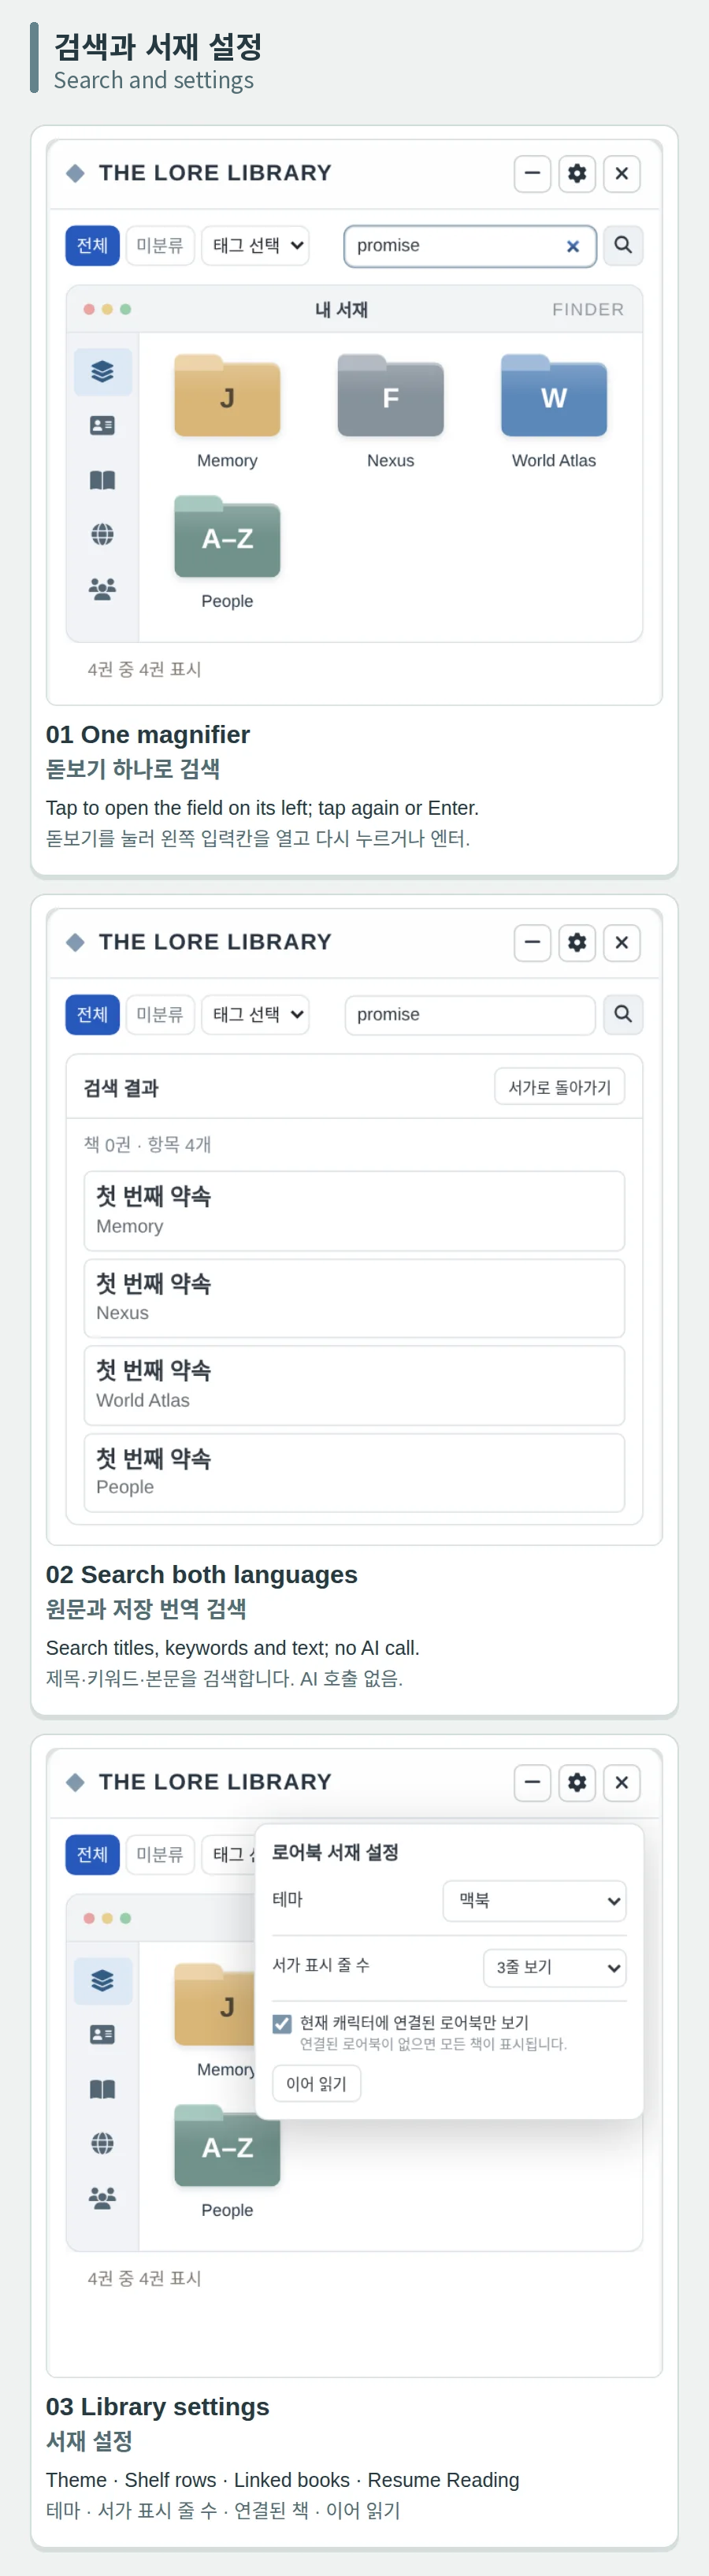 검색과 서재 설정
Search and settings
THE LORE LIBRARY
전체 미분류 태그 선택 promise
내 서재 FINDER
J F W
Memory Nexus World Atlas
A–Z
People
4권 중 4권 표시
01 One magnifier
돋보기 하나로 검색
Tap to open the field on its left; tap again or Enter.
돋보기를 눌러 왼쪽 입력칸을 열고 다시 누르거나 엔터.
THE LORE LIBRARY
전체 미분류 태그 선택 promise
검색 결과 서가로 돌아가기
책 0권 · 항목 4개
첫 번째 약속
Memory
첫 번째 약속
Nexus
첫 번째 약속
World Atlas
첫 번째 약속
People
02 Search both languages
원문과 저장 번역 검색
Search titles, keywords and text; no AI call.
제목·키워드·본문을 검색합니다. AI 호출 없음.
THE LORE LIBRARY
전체 미분류 태그
로어북 서재 설정
테마 맥북
서가 표시 줄 수 3줄 보기
현재 캐릭터에 연결된 로어북만 보기
연결된 로어북이 없으면 모든 책이 표시됩니다.
이어 읽기
J
Memory
A–Z
People
4권 중 4권 표시
03 Library settings
서재 설정
Theme · Shelf rows · Linked books · Resume Reading
테마 · 서가 표시 줄 수 · 연결된 책 · 이어 읽기